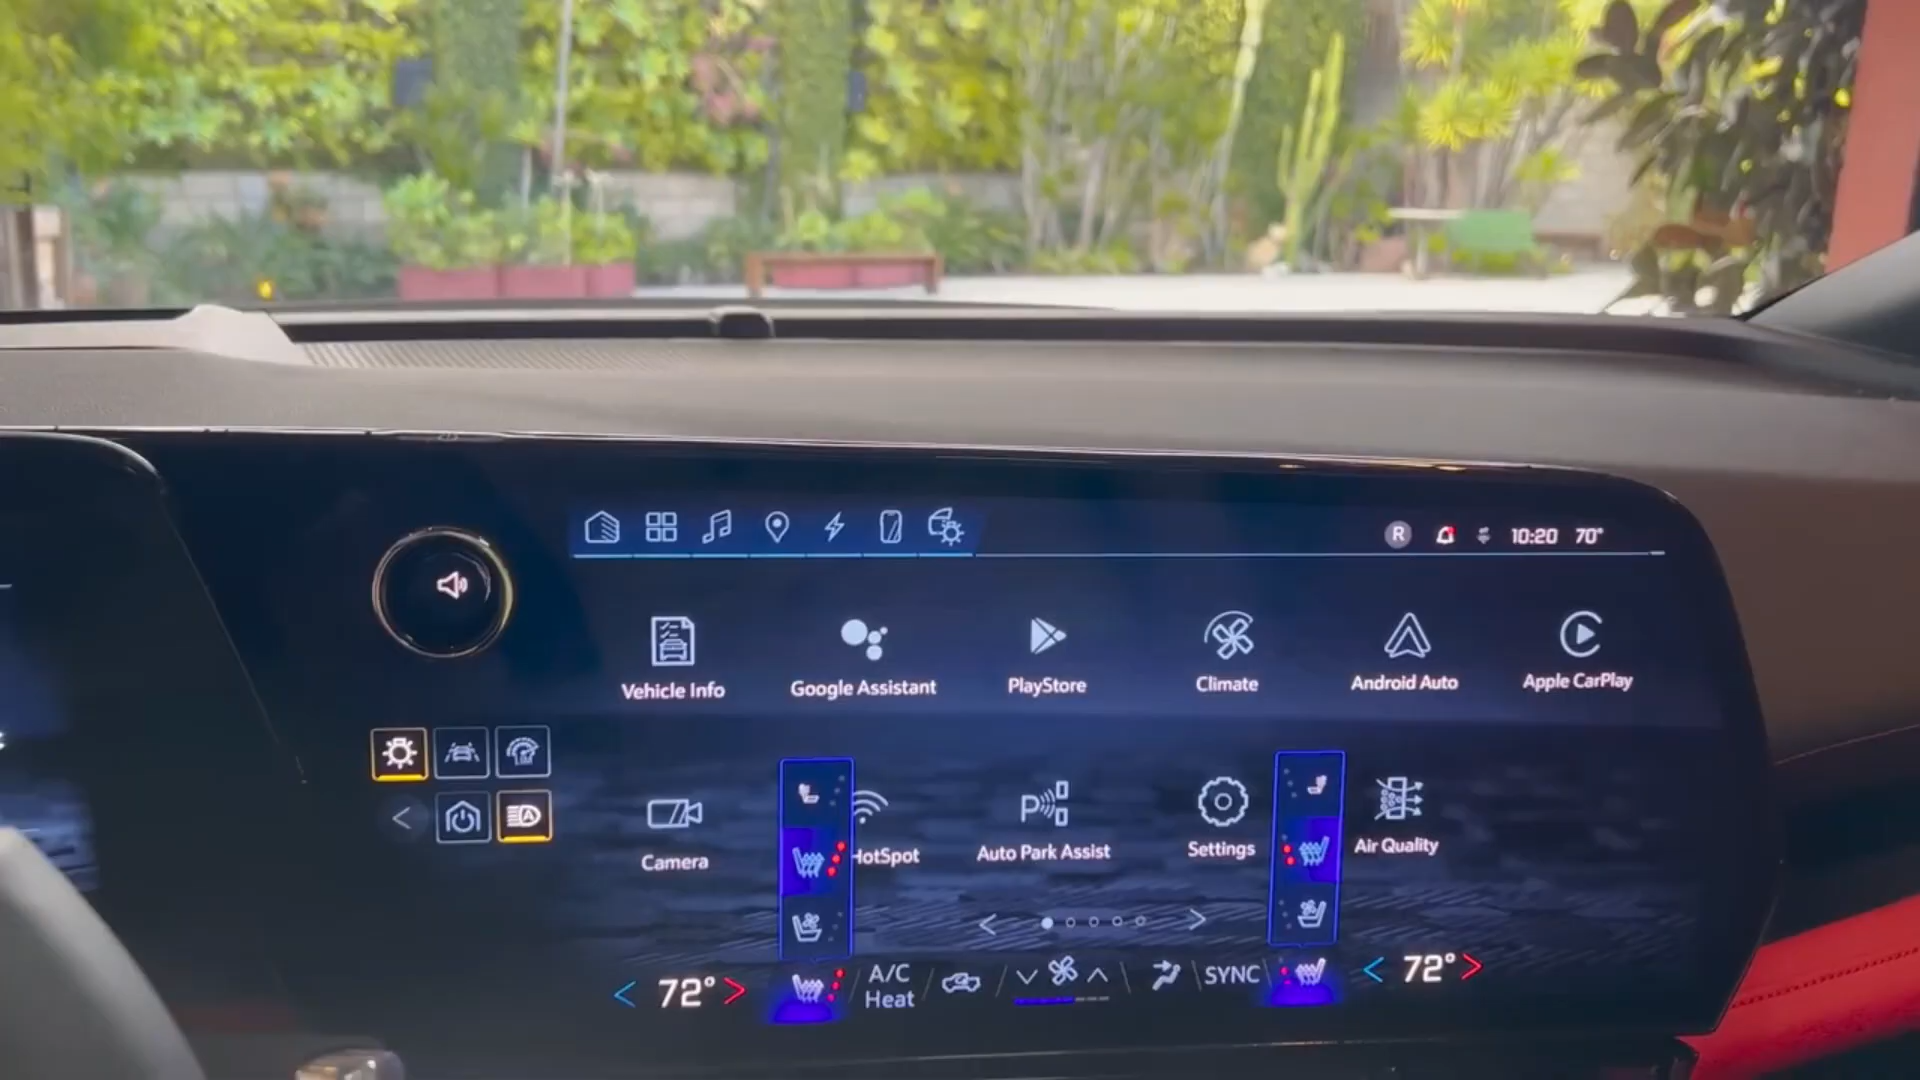 R 10:20 70°
Vehicle Info Google Assistant PlayStore Climate Android Auto Apple CarPlay
Camera HotSpot Auto Park Assist Settings Air Quality
< 72° > A/C Heat SYNC < 72° >